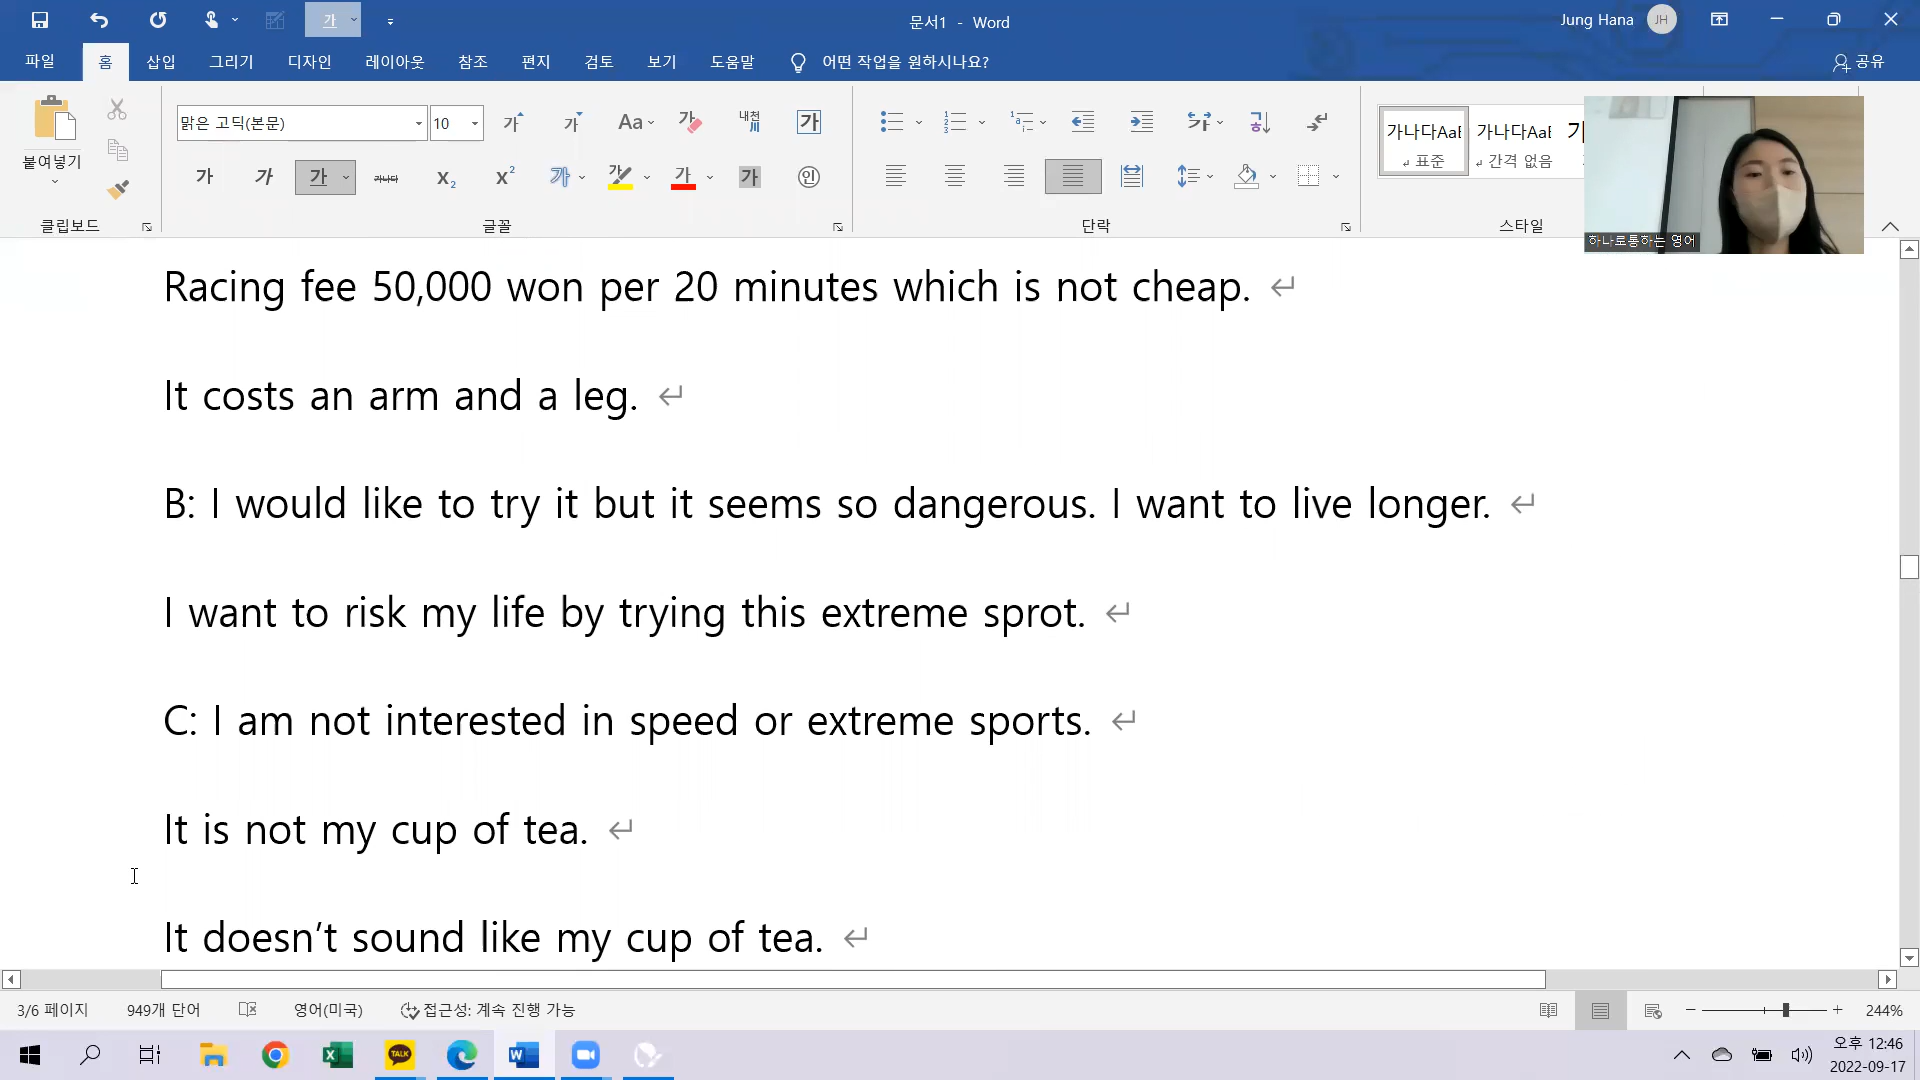 문서1 - Word
Jung Hana
JH
파일 홈 삽입 그리기 디자인 레이아웃 참조 편지 검토 보기 도움말 어떤 작업을 원하시나요? 공유
붙여넣기
맑은 고딕(본문) 10
클립보드 글꼴 단락 스타일
가나다AaB 가나다AaB
표준 간격 없음
하나로통하는 영어
Racing fee 50,000 won per 20 minutes which is not cheap.
It costs an arm and a leg.
B: I would like to try it but it seems so dangerous. I want to live longer.
I want to risk my life by trying this extreme sprot.
C: I am not interested in speed or extreme sports.
It is not my cup of tea.
It doesn’t sound like my cup of tea.
3/6 페이지 949개 단어 영어(미국) 접근성: 계속 진행 가능 244%
TALK
오후 12:46
2022-09-17